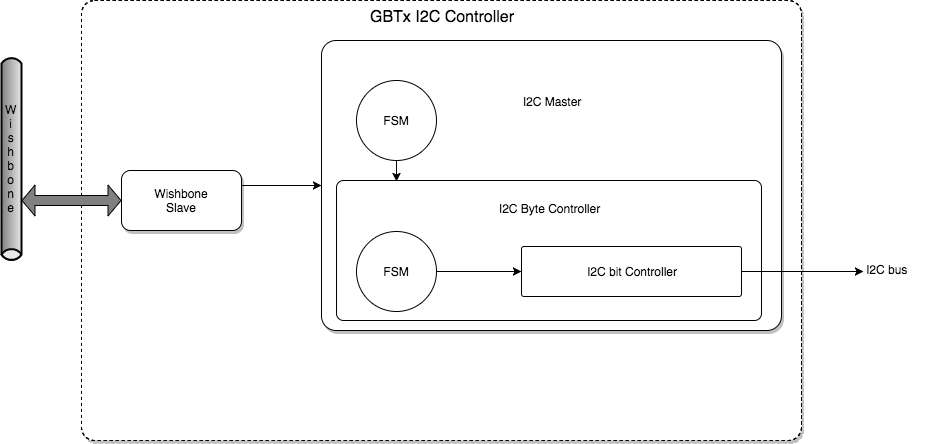 GBTx I2C Controller
Wishbone
I2C Master
FSM
Wishbone
Slave
I2C Byte Controller
FSM
I2C bit Controller
I2C bus